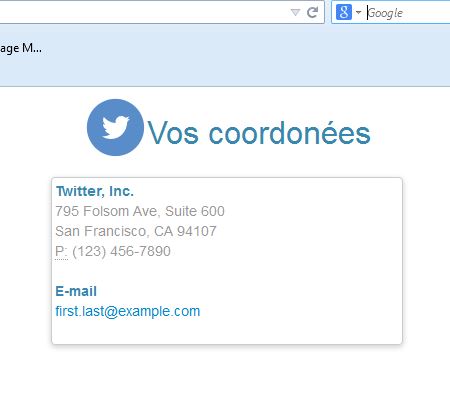 Google
age M...
Vos coordonées
Twitter, Inc.
795 Folsom Ave, Suite 600
San Francisco, CA 94107
P: (123) 456-7890
E-mail
first.last@example.com